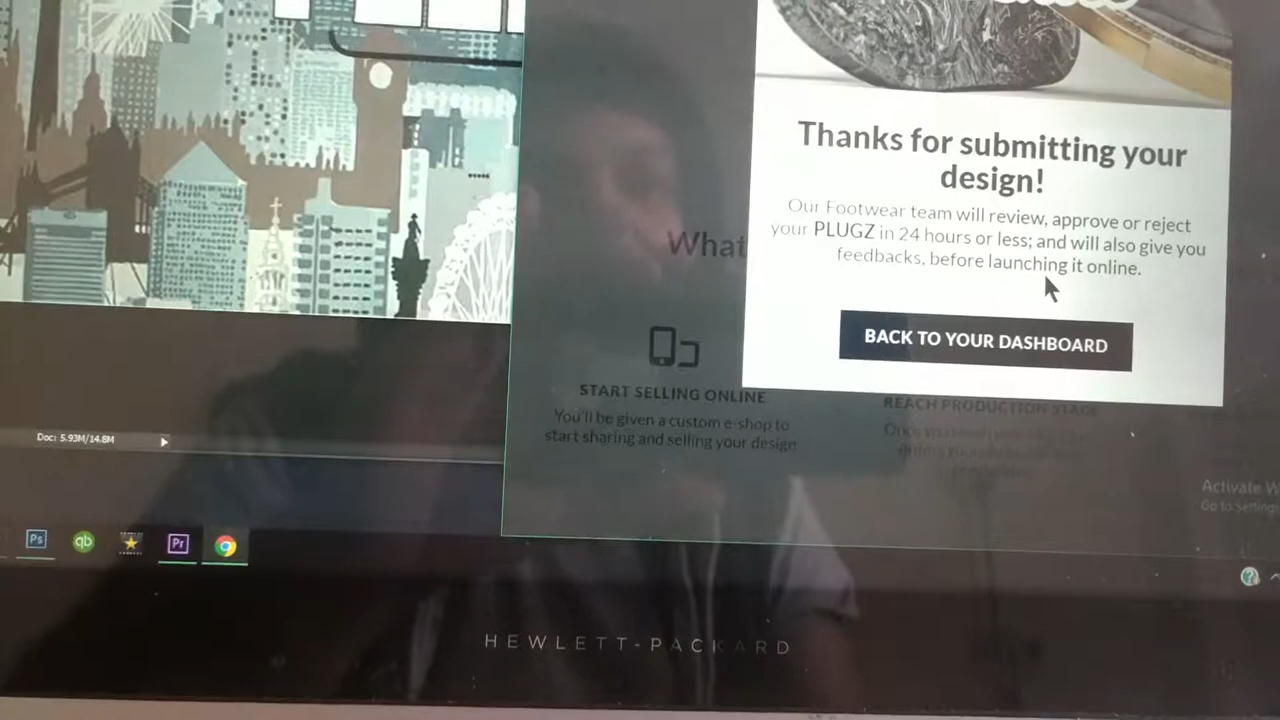 Thanks for submitting your
design!
Our Footwear team will review, approve or reject
your PLUGZ in 24 hours or less; and will also give you
feedbacks, before launching it online.
BACK TO YOUR DASHBOARD
What
START SELLING ONLINE
You'll be given a custom e-shop to
start sharing and selling your design
REACH PRODUCTION STAGE
Doc: 5.93M/14.8M
Activate W
Go to Settings
Ps
qb
Pr
HEWLETT-PACKARD